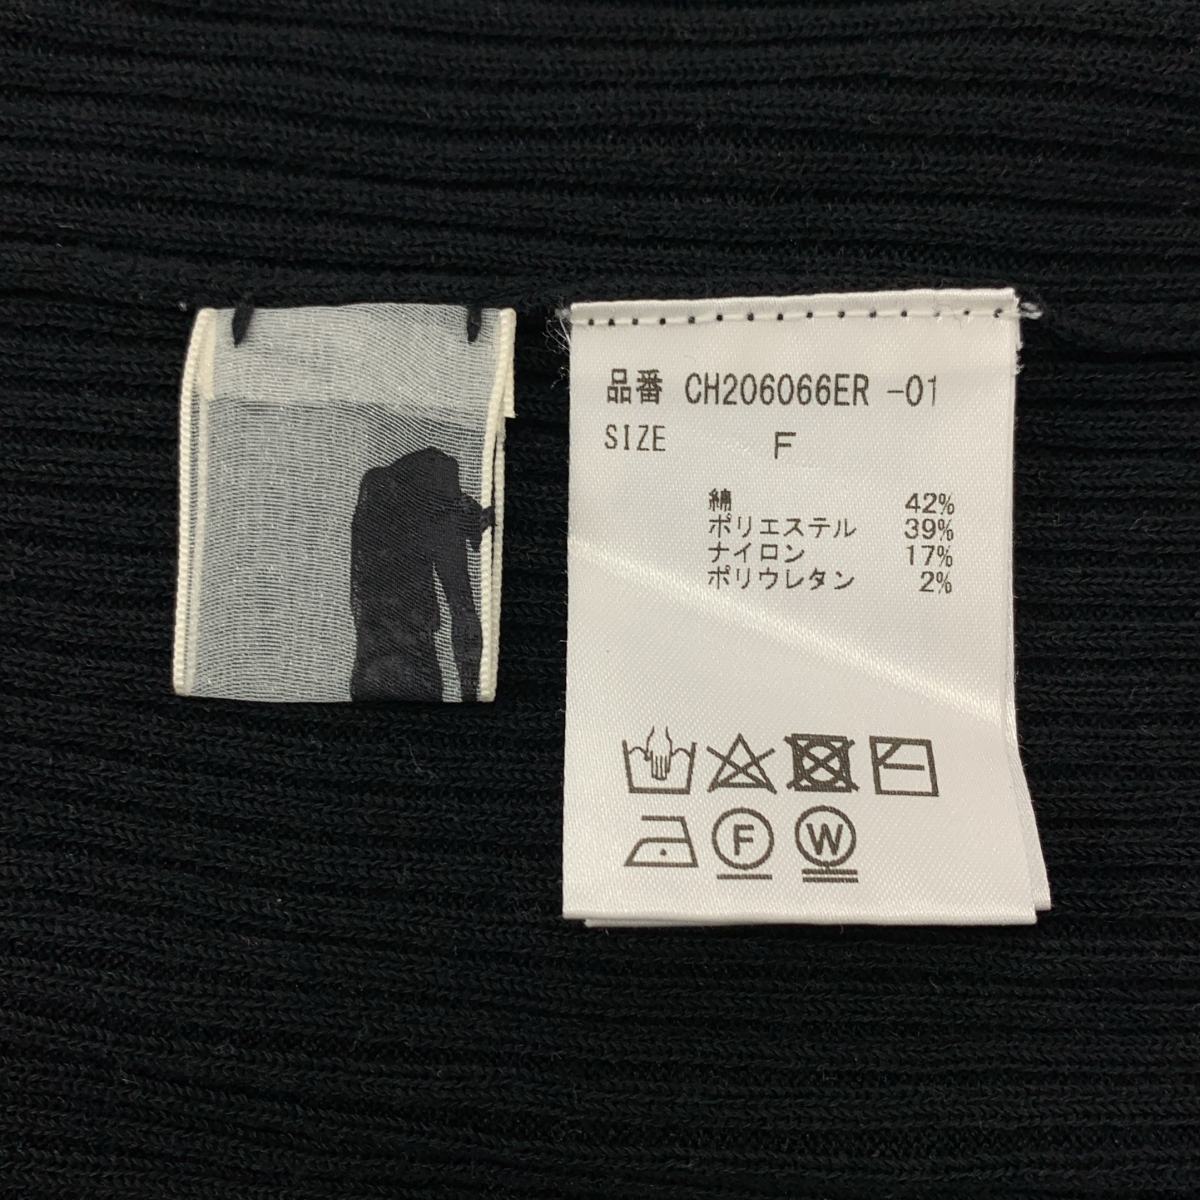 品番 CH206066ER -01
SIZE F
綿 42%
ポリエステル 39%
ナイロン 17%
ポリウレタン 2%
F W